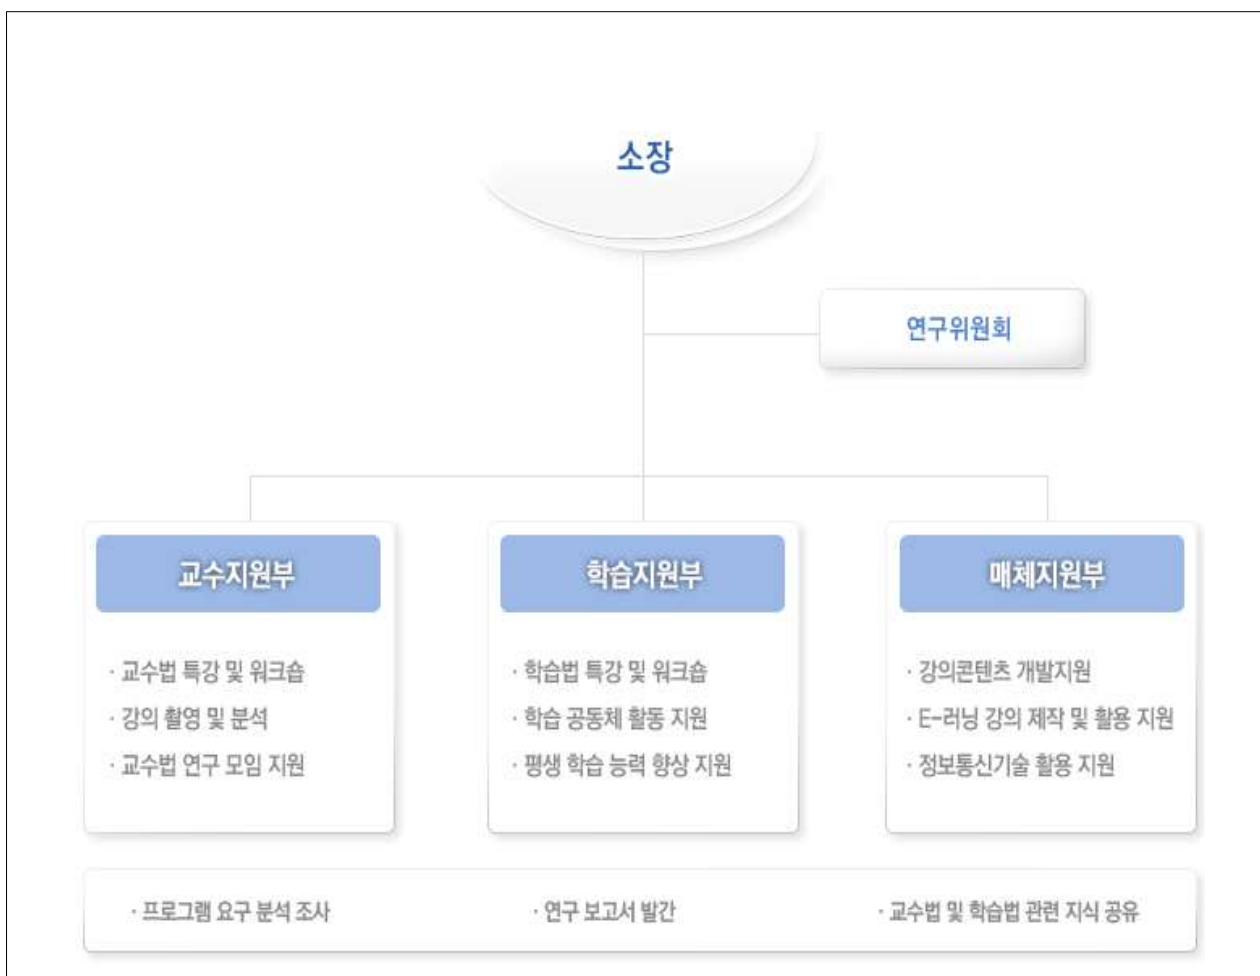 소장
연구위원회
교수지원부
· 교수법 특강 및 워크숍
· 강의 촬영 및 분석
· 교수법 연구 모임 지원
학습지원부
· 학습법 특강 및 워크숍
· 학습 공동체 활동 지원
· 평생 학습 능력 향상 지원
매체지원부
· 강의콘텐츠 개발지원
· E-러닝 강의 제작 및 활용 지원
· 정보통신기술 활용 지원
· 프로그램 요구 분석 조사
· 연구 보고서 발간
· 교수법 및 학습법 관련 지식 공유